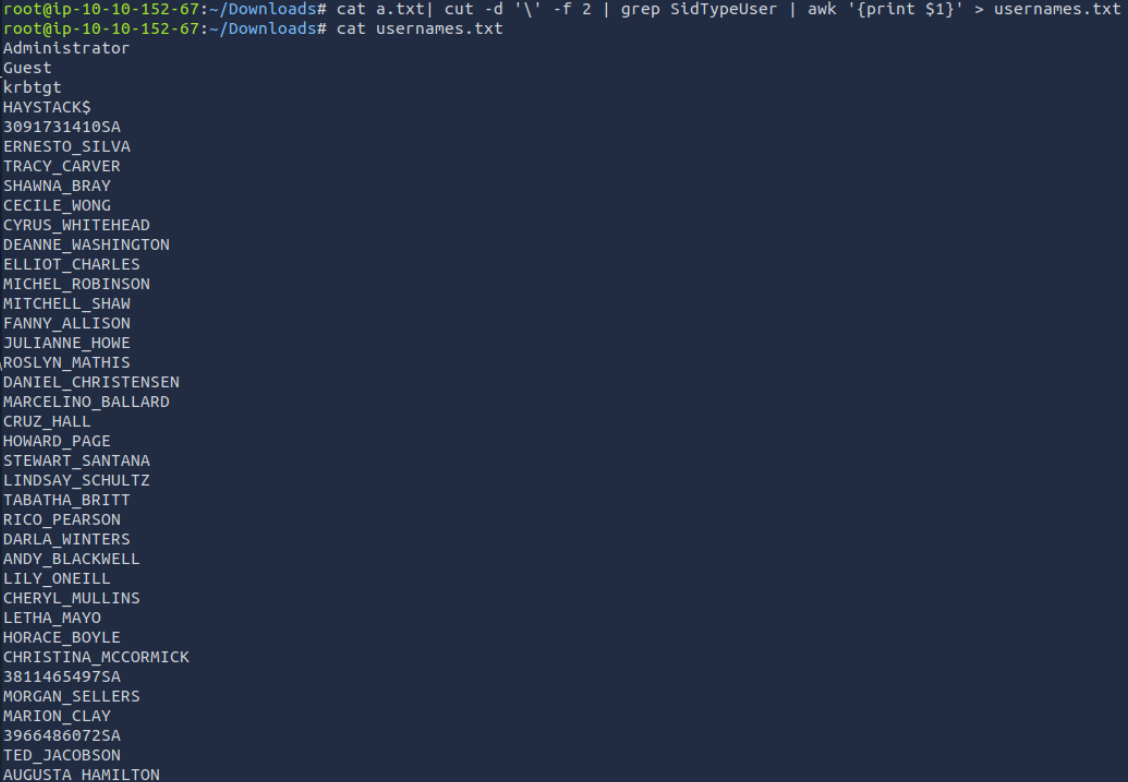 root@ip-10-10-152-67:~/Downloads# cat a.txt| cut -d '\' -f 2 | grep SidTypeUser | awk '{print $1}' > usernames.txt
root@ip-10-10-152-67:~/Downloads# cat usernames.txt
Administrator
Guest
krbtgt
HAYSTACK$
3091731410SA
ERNESTO_SILVA
TRACY_CARVER
SHAWNA_BRAY
CECILE_WONG
CYRUS_WHITEHEAD
DEANNE_WASHINGTON
ELLIOT_CHARLES
MICHEL_ROBINSON
MITCHELL_SHAW
FANNY_ALLISON
JULIANNE_HOWE
ROSLYN_MATHIS
DANIEL_CHRISTENSEN
MARCELINO_BALLARD
CRUZ_HALL
HOWARD_PAGE
STEWART_SANTANA
LINDSAY_SCHULTZ
TABATHA_BRITT
RICO_PEARSON
DARLA_WINTERS
ANDY_BLACKWELL
LILY_ONEILL
CHERYL_MULLINS
LETHA_MAYO
HORACE_BOYLE
CHRISTINA_MCCORMICK
3811465497SA
MORGAN_SELLERS
MARION_CLAY
3966486072SA
TED_JACOBSON
AUGUSTA_HAMILTON